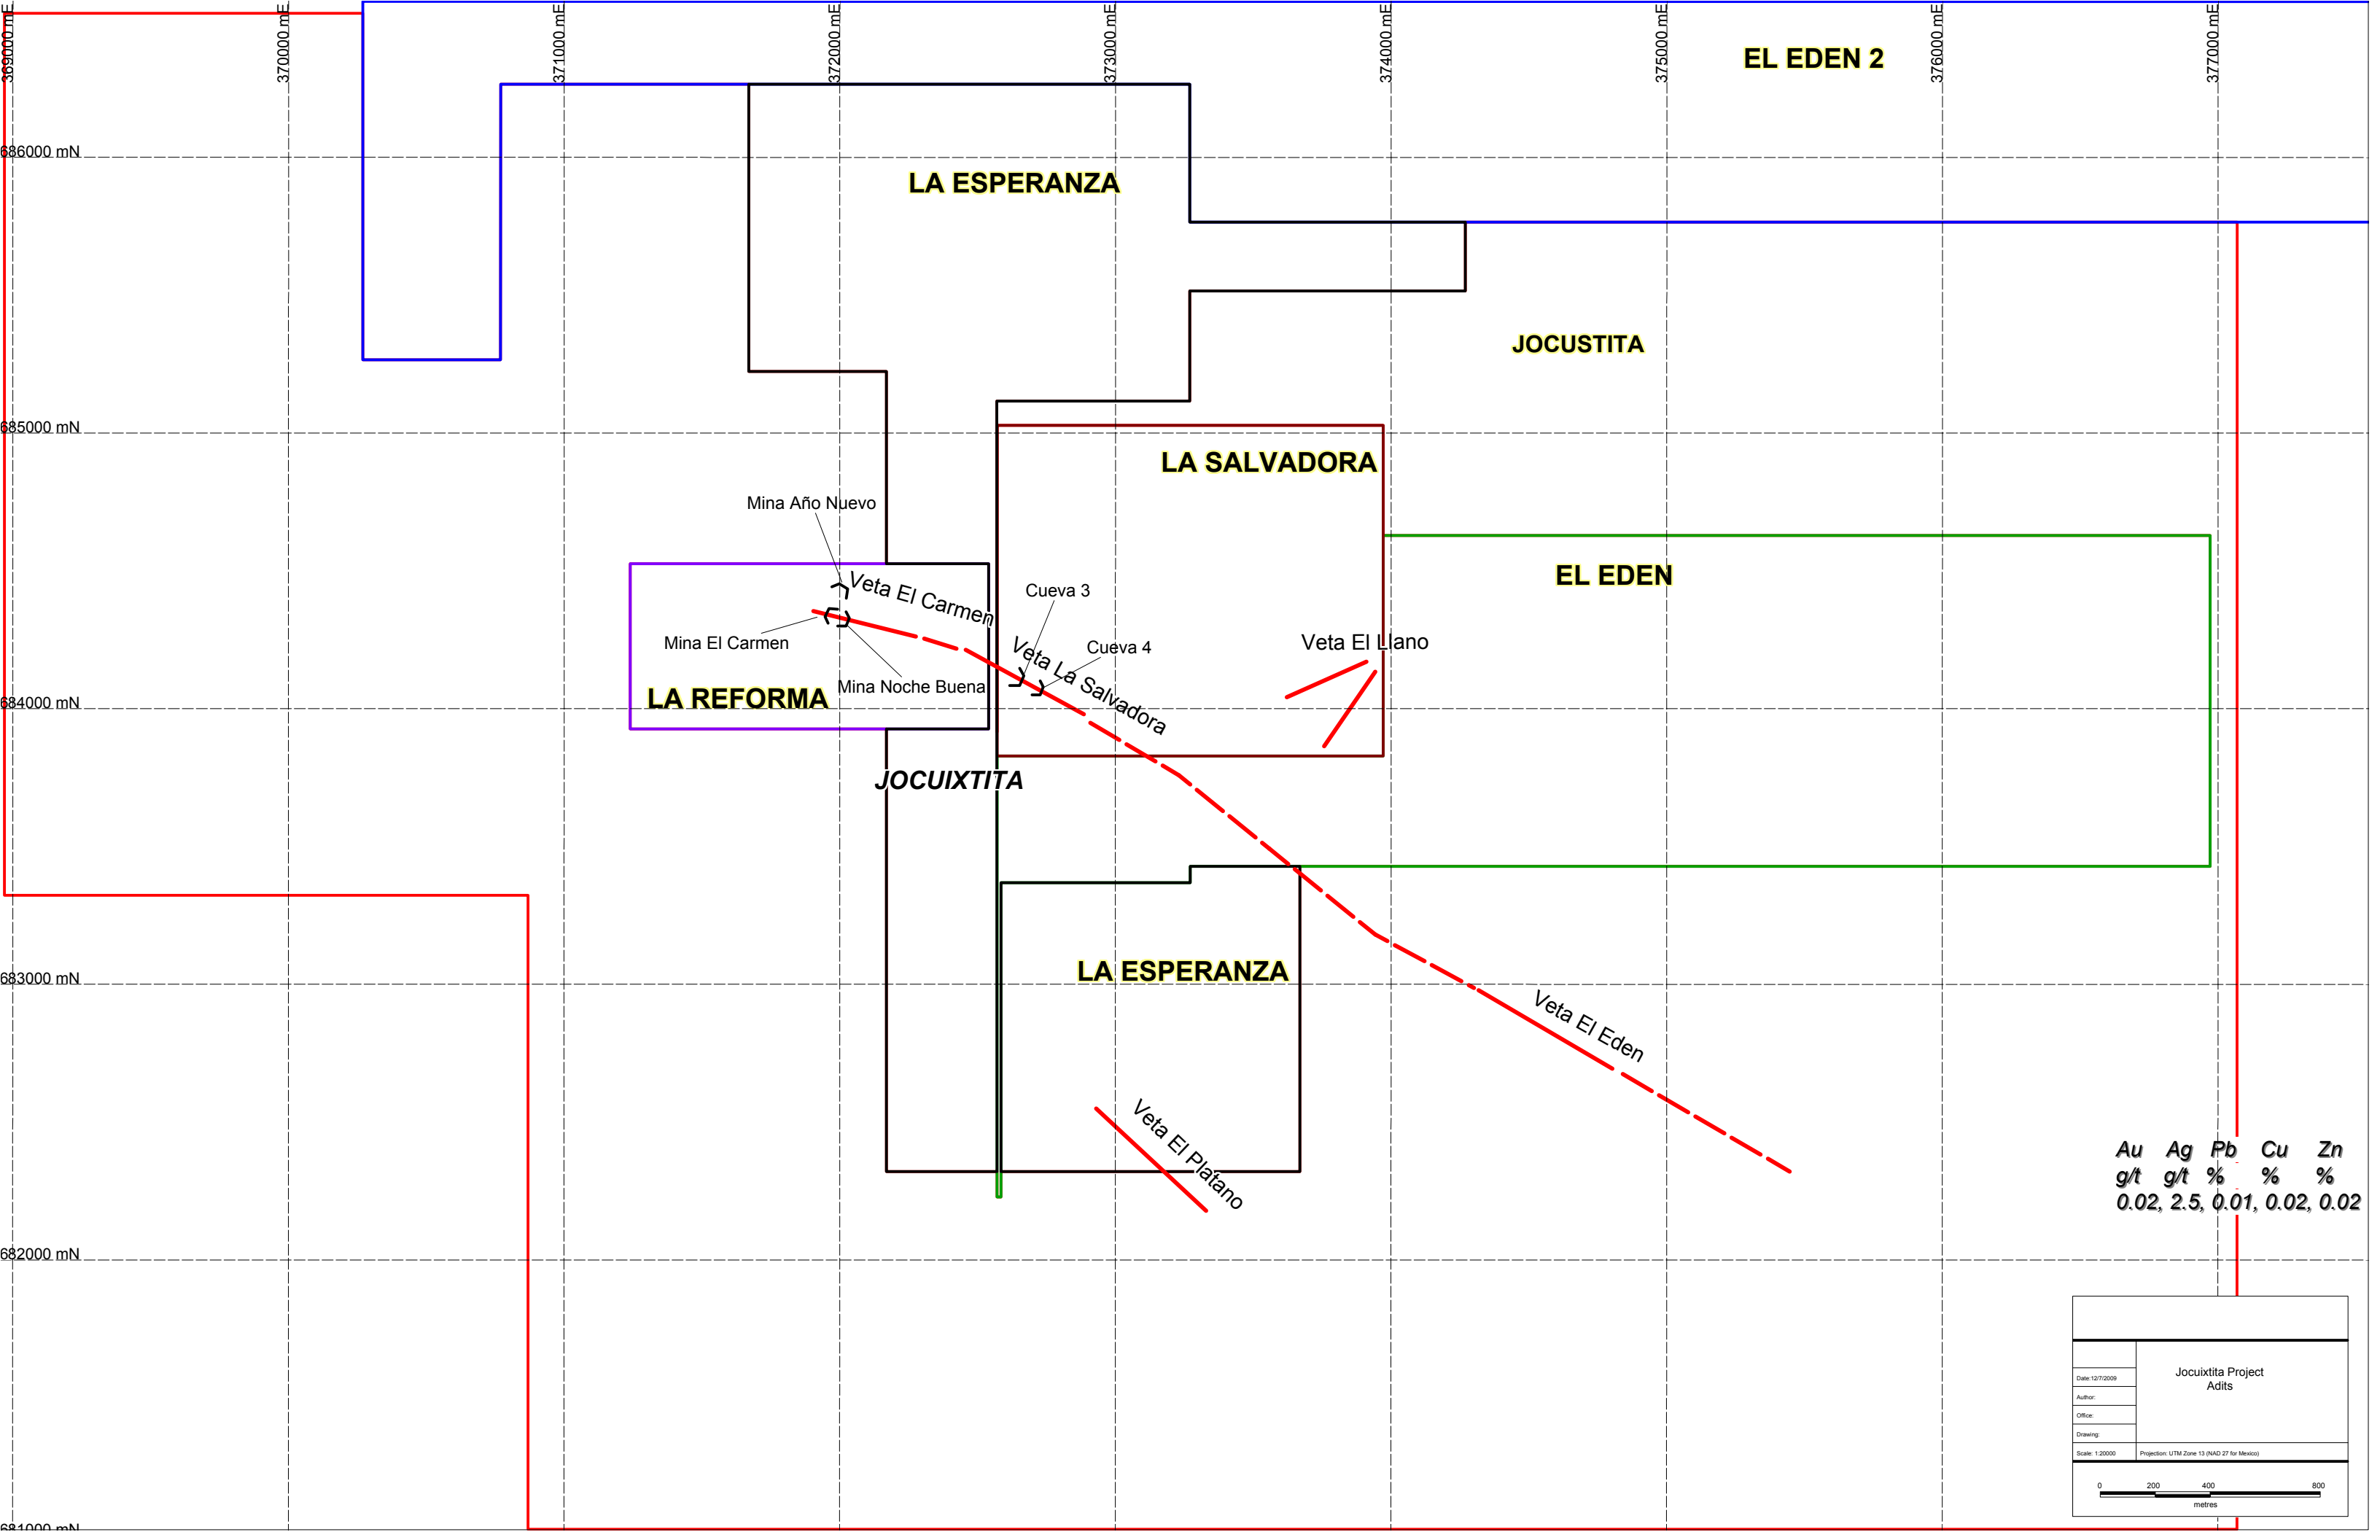 369000 mE
370000 mE
371000 mE
372000 mE
373000 mE
374000 mE
375000 mE
376000 mE
377000 mE
EL EDEN 2
686000 mN
LA ESPERANZA
JOCUSTITA
685000 mN
LA SALVADORA
Mina Año Nuevo
EL EDEN
Veta El Carmen
Cueva 3
Mina El Carmen
Veta El Llano
Cueva 4
Veta La Salvadora
Mina Noche Buena
LA REFORMA
684000 mN
JOCUIXTITA
LA ESPERANZA
683000 mN
Veta El Eden
Veta El Platano
Au Ag Pb Cu Zn
g/t g/t % % %
0.02, 2.5, 0.01, 0.02, 0.02
682000 mN
Jocuixtita Project
Adits
Date:12/7/2009
Author:
Office:
Drawing:
Scale: 1:20000
Projection: UTM Zone 13 (NAD 27 for Mexico)
0 200 400 800
metres
681000 mN